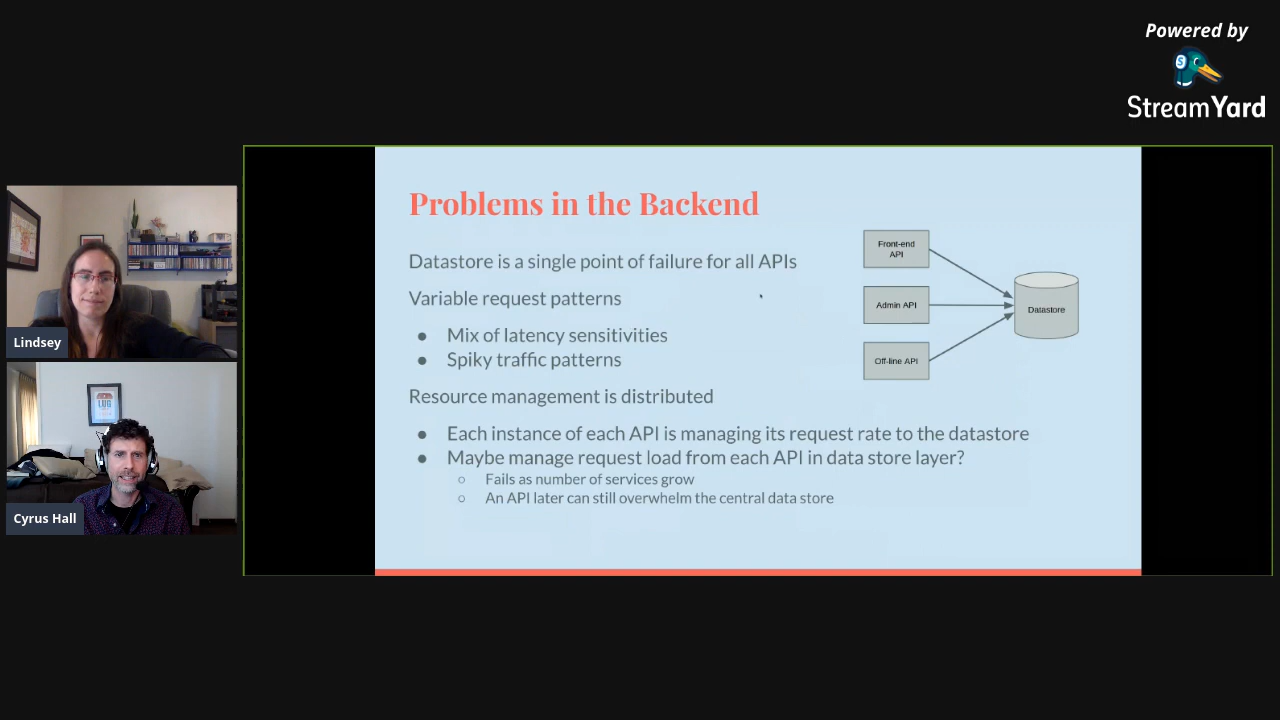 Powered by
StreamYard
Lindsey
LUG
Cyrus Hall
Problems in the Backend
Datastore is a single point of failure for all APIs
Variable request patterns
● Mix of latency sensitivities
● Spiky traffic patterns
Resource management is distributed
● Each instance of each API is managing its request rate to the datastore
● Maybe manage request load from each API in data store layer?
○ Fails as number of services grow
○ An API later can still overwhelm the central data store
Front-end
API
Admin API
Off-line API
Datastore